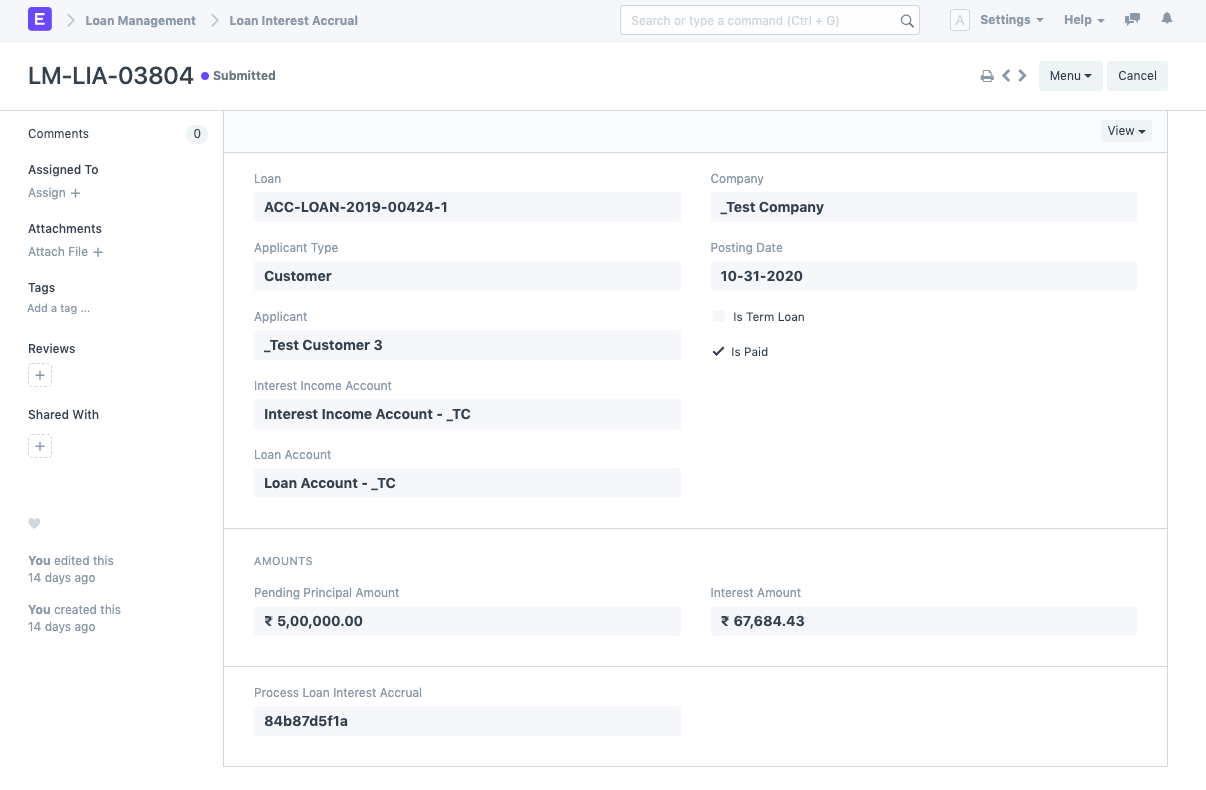 E Loan Management Loan Interest Accrual Search or type a command (Ctrl + G) A Settings Help
LM-LIA-03804 Submitted Menu Cancel
Comments 0
Assigned To
Assign +
Attachments
Attach File +
Tags
Add a tag ...
Reviews
+
Shared With
+
You edited this
14 days ago
You created this
14 days ago
View
Loan
ACC-LOAN-2019-00424-1
Applicant Type
Customer
Applicant
_Test Customer 3
Interest Income Account
Interest Income Account - _TC
Loan Account
Loan Account - _TC
Company
_Test Company
Posting Date
10-31-2020
Is Term Loan
Is Paid
AMOUNTS
Pending Principal Amount
₹ 5,00,000.00
Interest Amount
₹ 67,684.43
Process Loan Interest Accrual
84b87d5f1a